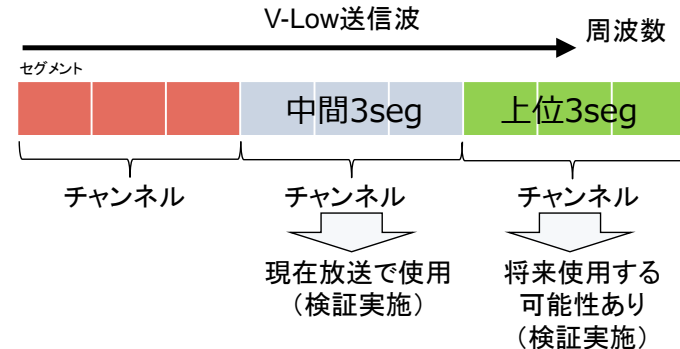 V-Low送信波
周波数
セグメント
中間3seg
上位3seg
チャンネル
チャンネル
チャンネル
現在放送で使用
（検証実施）
将来使用する
可能性あり
（検証実施）